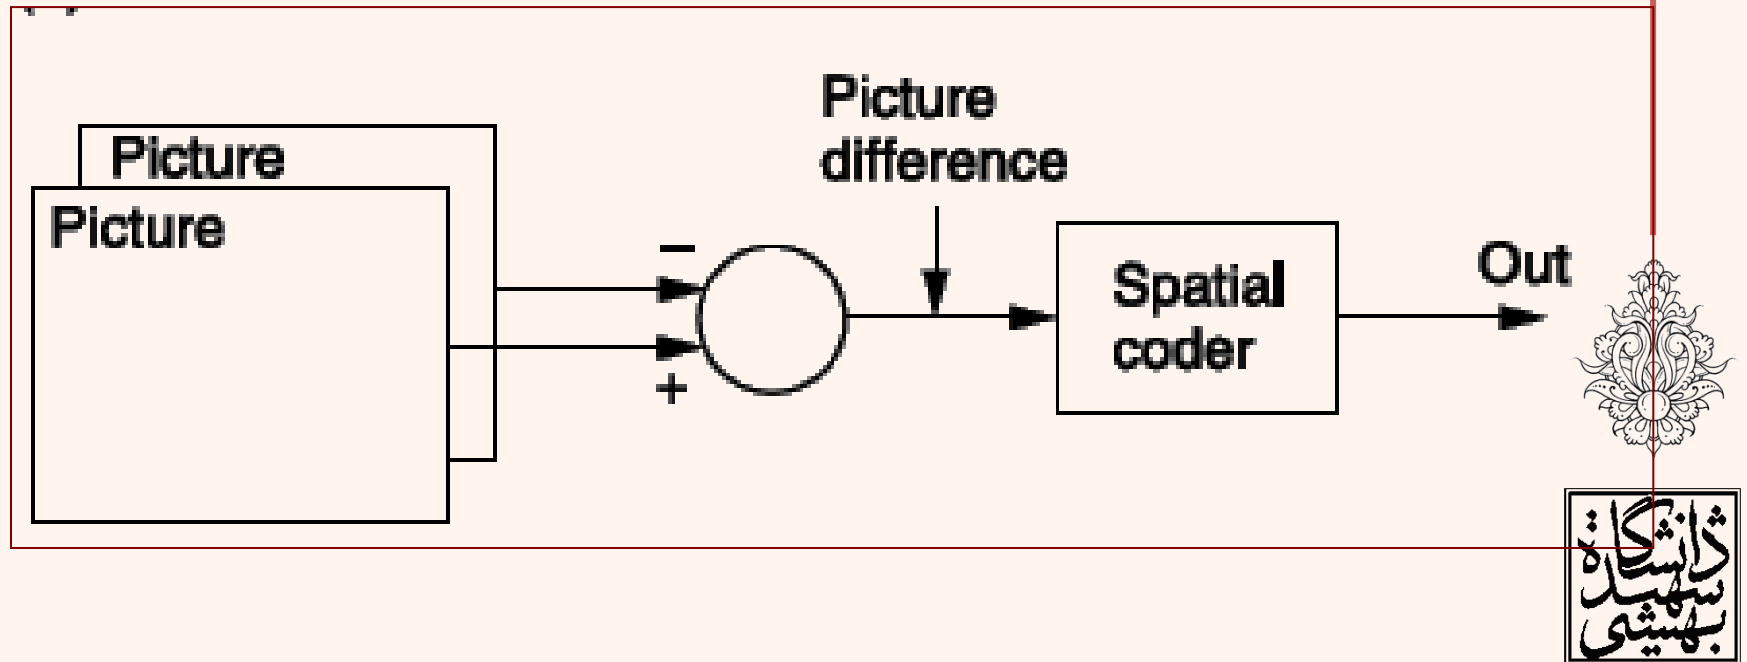 Picture
difference
Picture
Picture
−
+
Spatial
coder
Out
دانشگاه
شهید
بهشتی